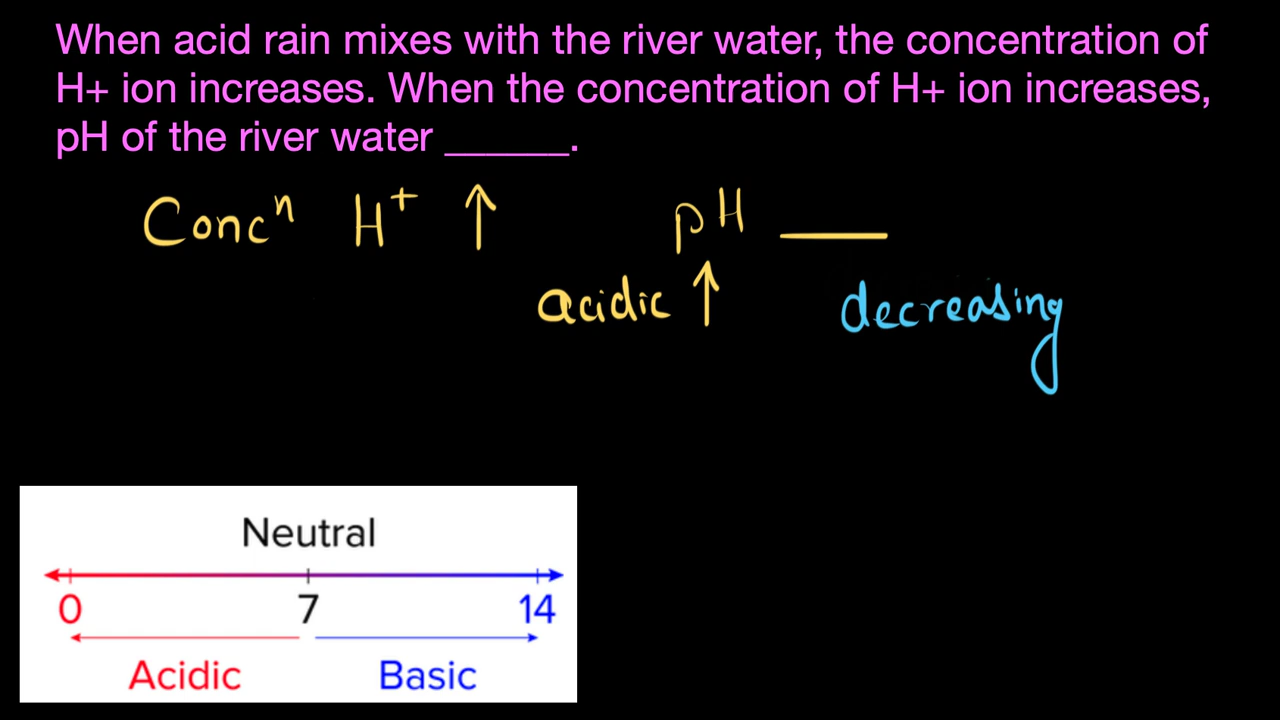 When acid rain mixes with the river water, the concentration of
H+ ion increases. When the concentration of H+ ion increases,
pH of the river water ______.
Concⁿ H⁺ ↑ pH ___
acidic ↑ decreasing
Neutral
0 7 14
Acidic Basic